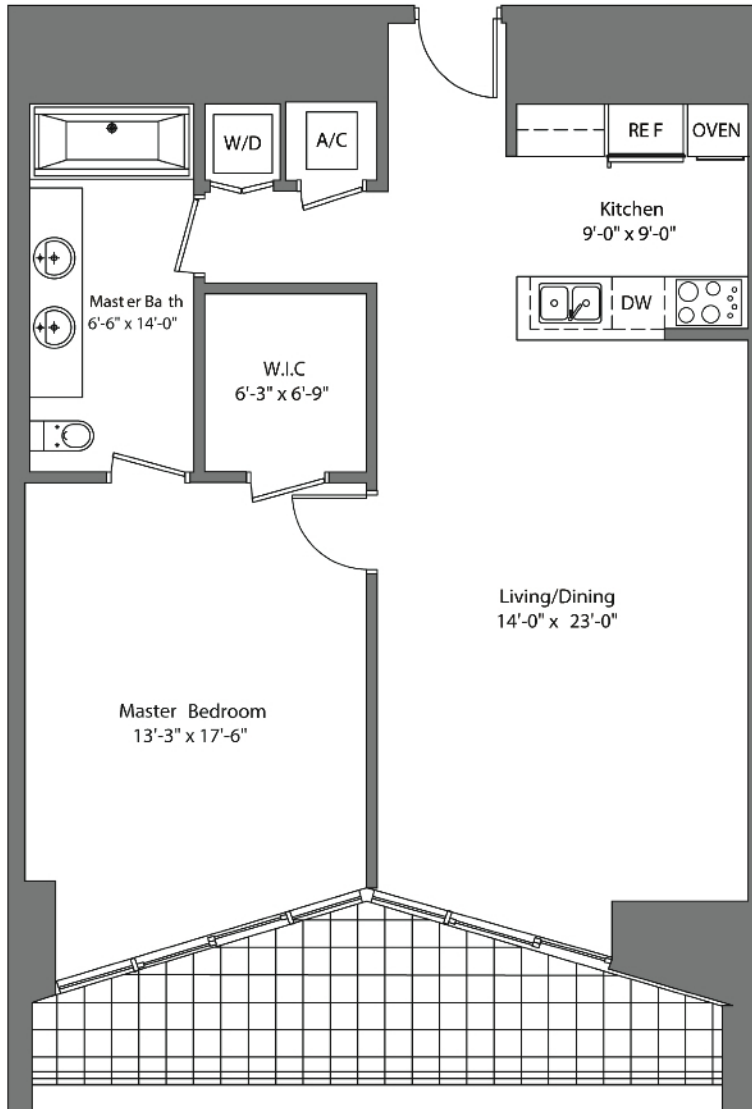 W/D
A/C
REF
OVEN
Kitchen
9'-0" x 9'-0"
Master Bath
6'-6" x 14'-0"
DW
W.I.C
6'-3" x 6'-9"
Living/Dining
14'-0" x 23'-0"
Master Bedroom
13'-3" x 17'-6"